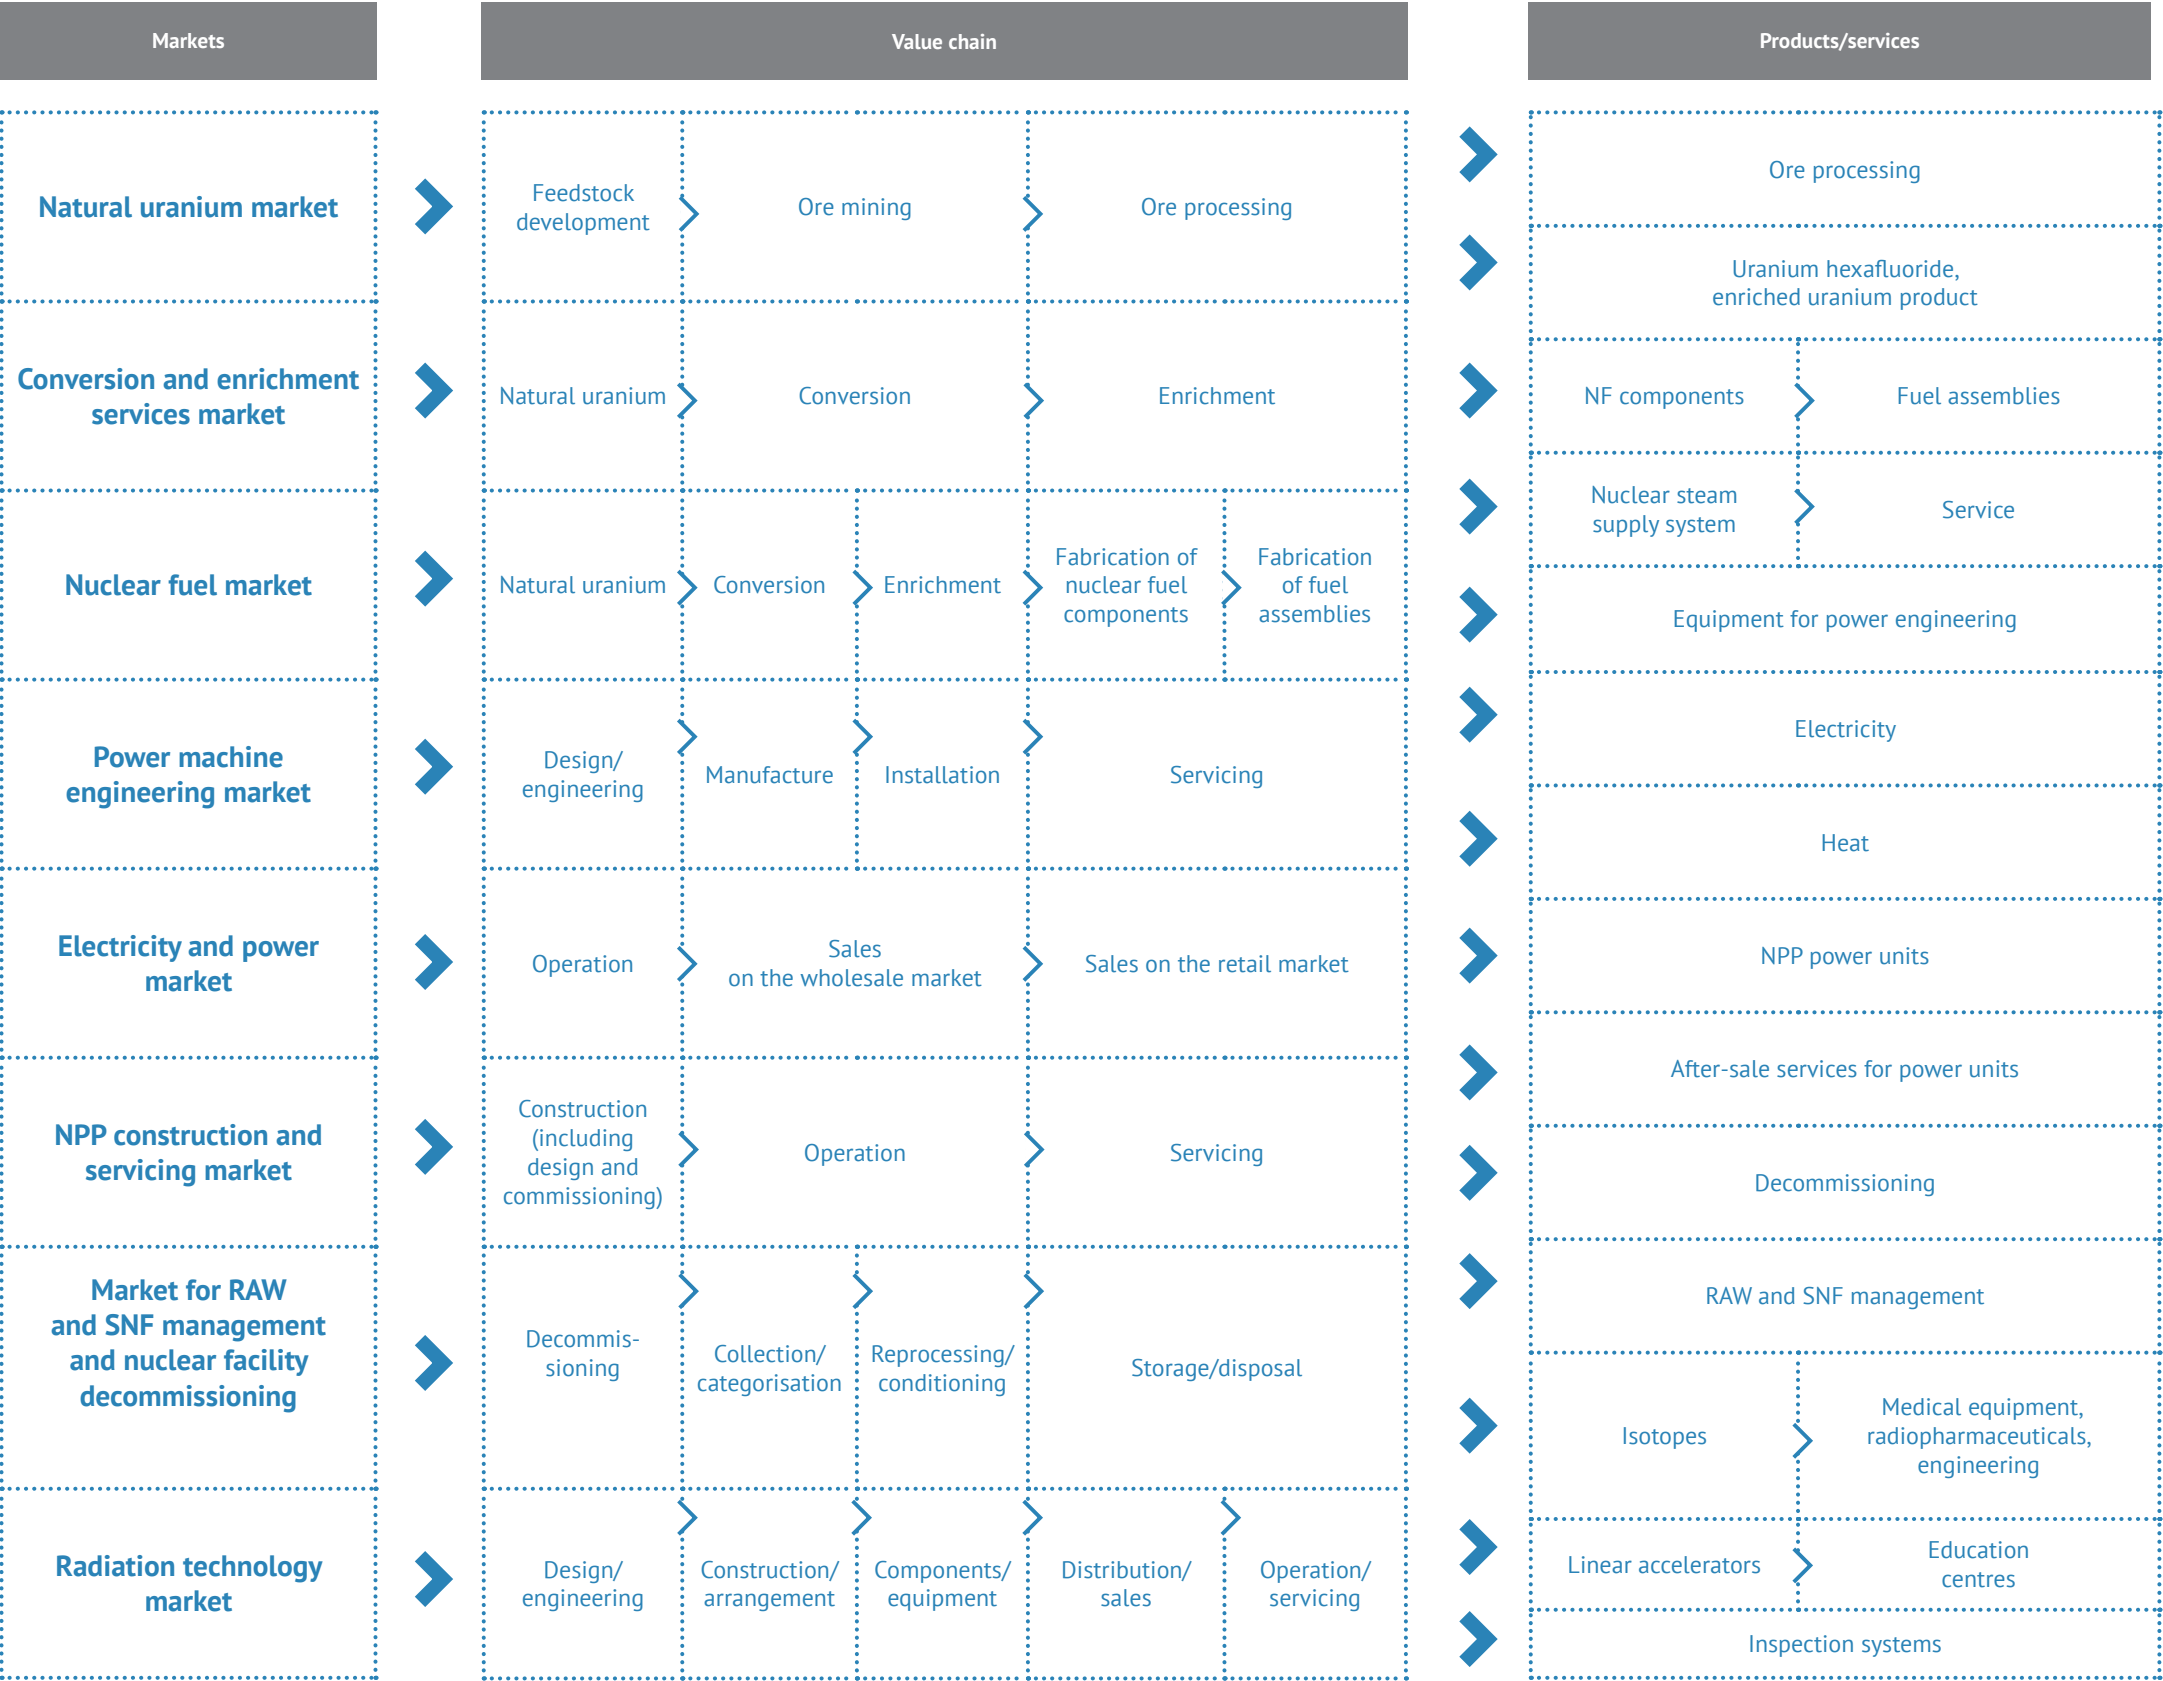 Markets
Value chain
Products/services
Natural uranium market
Feedstock
development
Ore mining
Ore processing
Conversion and enrichment
services market
Natural uranium
Conversion
Enrichment
Nuclear fuel market
Natural uranium
Conversion
Enrichment
Fabrication of
nuclear fuel
components
Fabrication
of fuel
assemblies
Power machine
engineering market
Design/
engineering
Manufacture
Installation
Servicing
Electricity and power
market
Operation
Sales
on the wholesale market
Sales on the retail market
NPP construction and
servicing market
Construction
(including
design and
commissioning)
Operation
Servicing
Market for RAW
and SNF management
and nuclear facility
decommissioning
Decommis-
sioning
Collection/
categorisation
Reprocessing/
conditioning
Storage/disposal
Radiation technology
market
Design/
engineering
Construction/
arrangement
Components/
equipment
Distribution/
sales
Operation/
servicing
Ore processing
Uranium hexafluoride,
enriched uranium product
NF components
Fuel assemblies
Nuclear steam
supply system
Service
Equipment for power engineering
Electricity
Heat
NPP power units
After-sale services for power units
Decommissioning
RAW and SNF management
Isotopes
Medical equipment,
radiopharmaceuticals,
engineering
Linear accelerators
Education
centres
Inspection systems